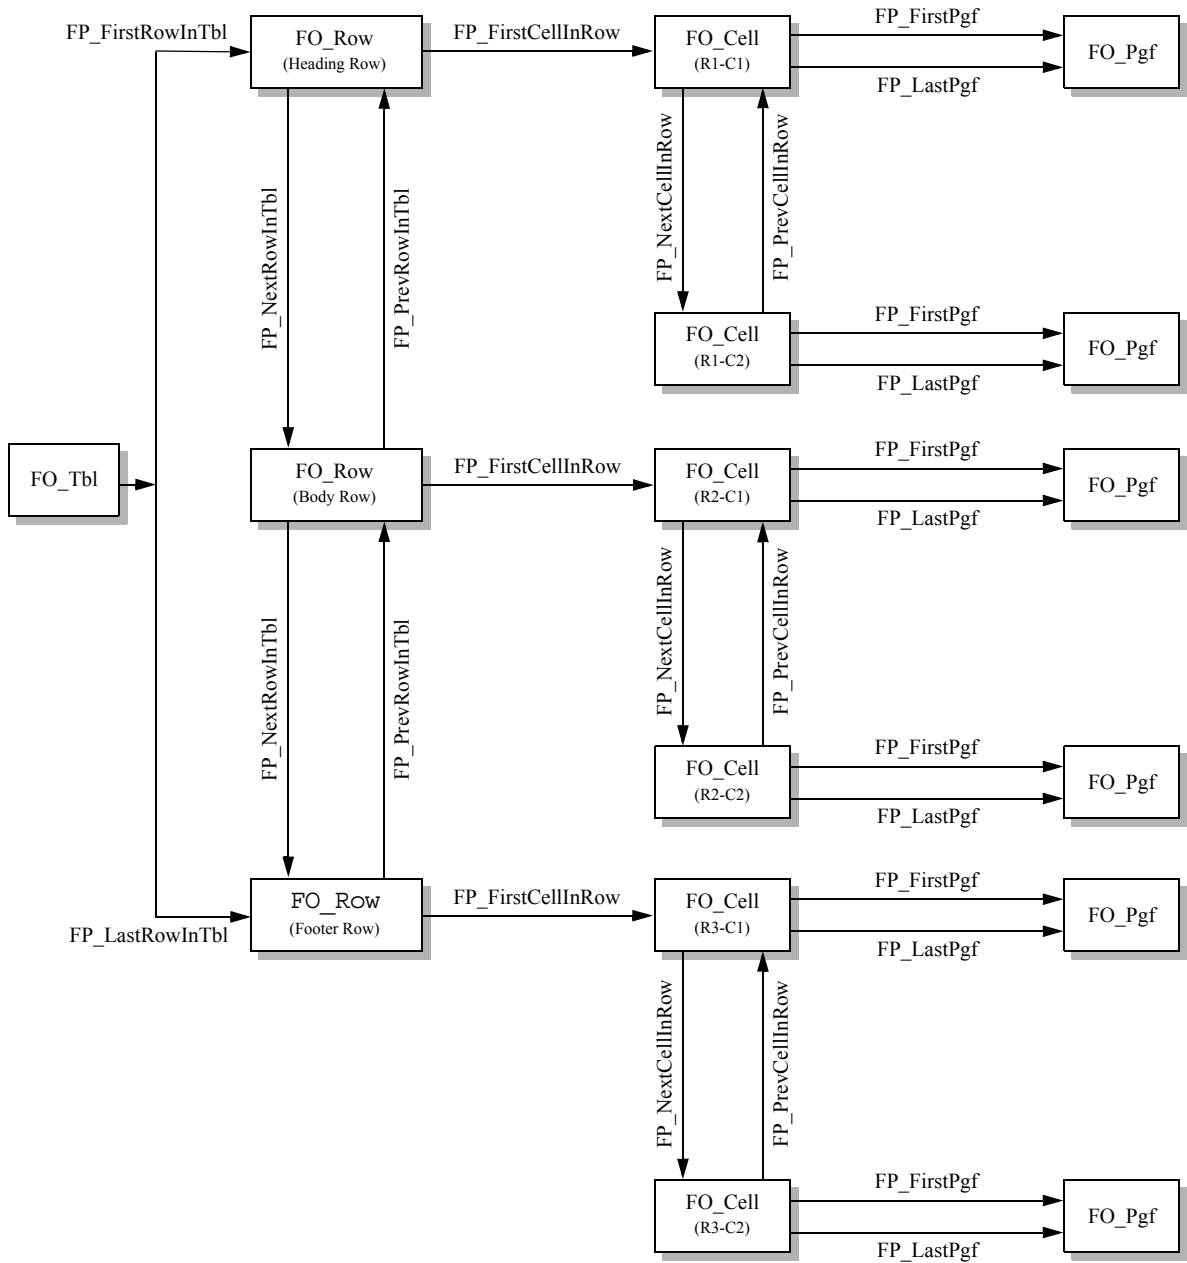 FP_FirstRowInTbl
FO_Row
(Heading Row)
FP_FirstCellInRow
FO_Cell
(R1-C1)
FP_FirstPgf
FP_LastPgf
FO_Pgf
FP_NextRowInTbl
FP_PrevRowInTbl
FP_NextCellInRow
FP_PrevCellInRow
FO_Cell
(R1-C2)
FP_FirstPgf
FP_LastPgf
FO_Pgf
FO_Tbl
FO_Row
(Body Row)
FP_FirstCellInRow
FO_Cell
(R2-C1)
FP_FirstPgf
FP_LastPgf
FO_Pgf
FP_NextRowInTbl
FP_PrevRowInTbl
FP_NextCellInRow
FP_PrevCellInRow
FO_Cell
(R2-C2)
FP_FirstPgf
FP_LastPgf
FO_Pgf
FP_LastRowInTbl
FO_Row
(Footer Row)
FP_FirstCellInRow
FO_Cell
(R3-C1)
FP_FirstPgf
FP_LastPgf
FO_Pgf
FP_NextCellInRow
FP_PrevCellInRow
FO_Cell
(R3-C2)
FP_FirstPgf
FP_LastPgf
FO_Pgf